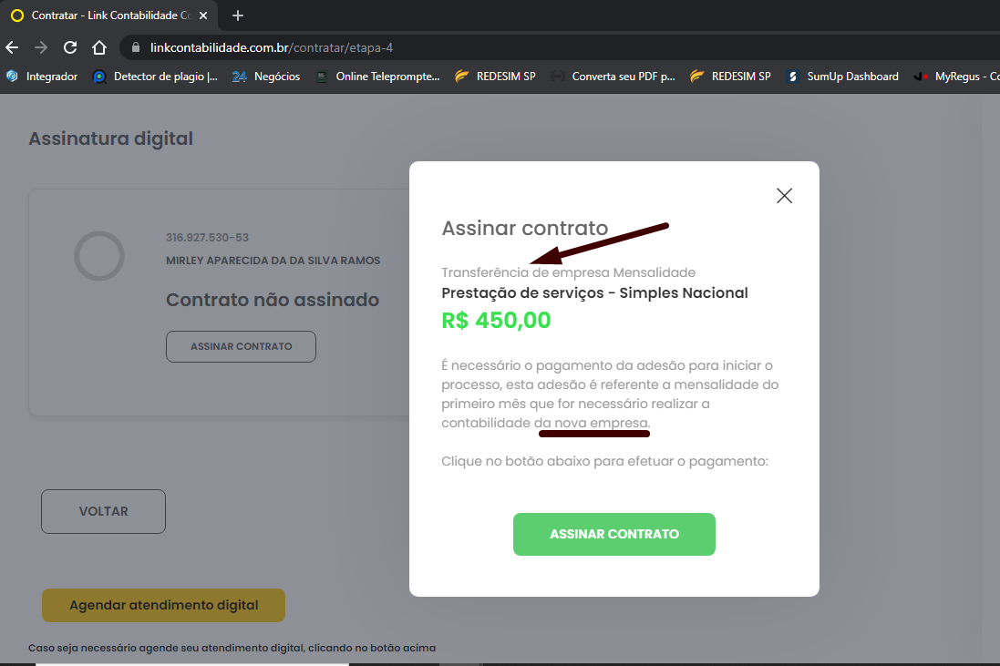 Contratar - Link Contabilidade Co
linkcontabilidade.com.br/contratar/etapa-4
Integrador
Detector de plagio |...
24 Negócios
Online Teleprompte...
REDESIM SP
Converta seu PDF p...
REDESIM SP
SumUp Dashboard
MyRegus - Co
Assinatura digital
316.927.530-53
MIRLEY APARECIDA DA DA SILVA RAMOS
Contrato não assinado
ASSINAR CONTRATO
VOLTAR
Agendar atendimento digital
Caso seja necessário agende seu atendimento digital, clicando no botão acima
Assinar contrato
Transferência de empresa Mensalidade
Prestação de serviços - Simples Nacional
R$ 450,00
É necessário o pagamento da adesão para iniciar o
processo, esta adesão é referente a mensalidade do
primeiro mês que for necessário realizar a
contabilidade da nova empresa.
Clique no botão abaixo para efetuar o pagamento:
ASSINAR CONTRATO